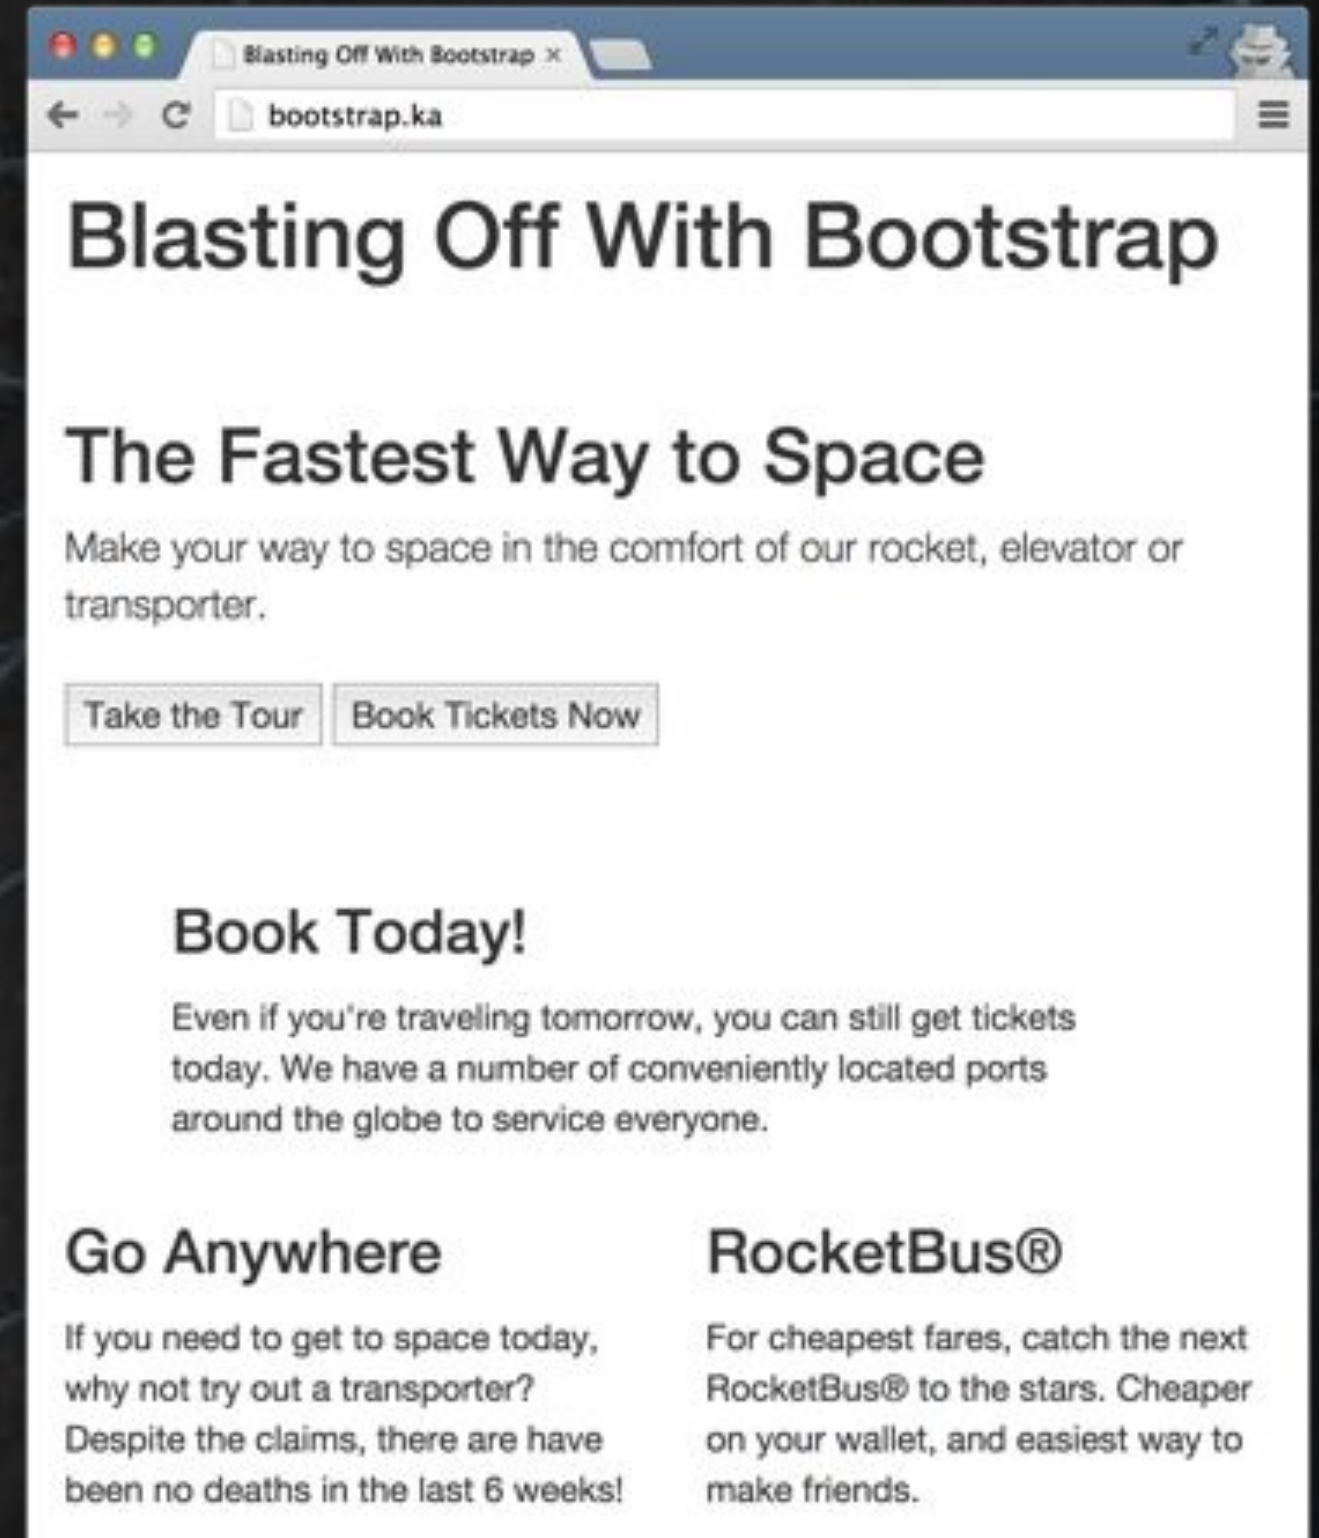 Blasting Off With Bootstrap ×
bootstrap.ka
Blasting Off With Bootstrap
The Fastest Way to Space
Make your way to space in the comfort of our rocket, elevator or
transporter.
Take the Tour Book Tickets Now
Book Today!
Even if you're traveling tomorrow, you can still get tickets
today. We have a number of conveniently located ports
around the globe to service everyone.
Go Anywhere
If you need to get to space today,
why not try out a transporter?
Despite the claims, there are have
been no deaths in the last 6 weeks!
RocketBus®
For cheapest fares, catch the next
RocketBus® to the stars. Cheaper
on your wallet, and easiest way to
make friends.